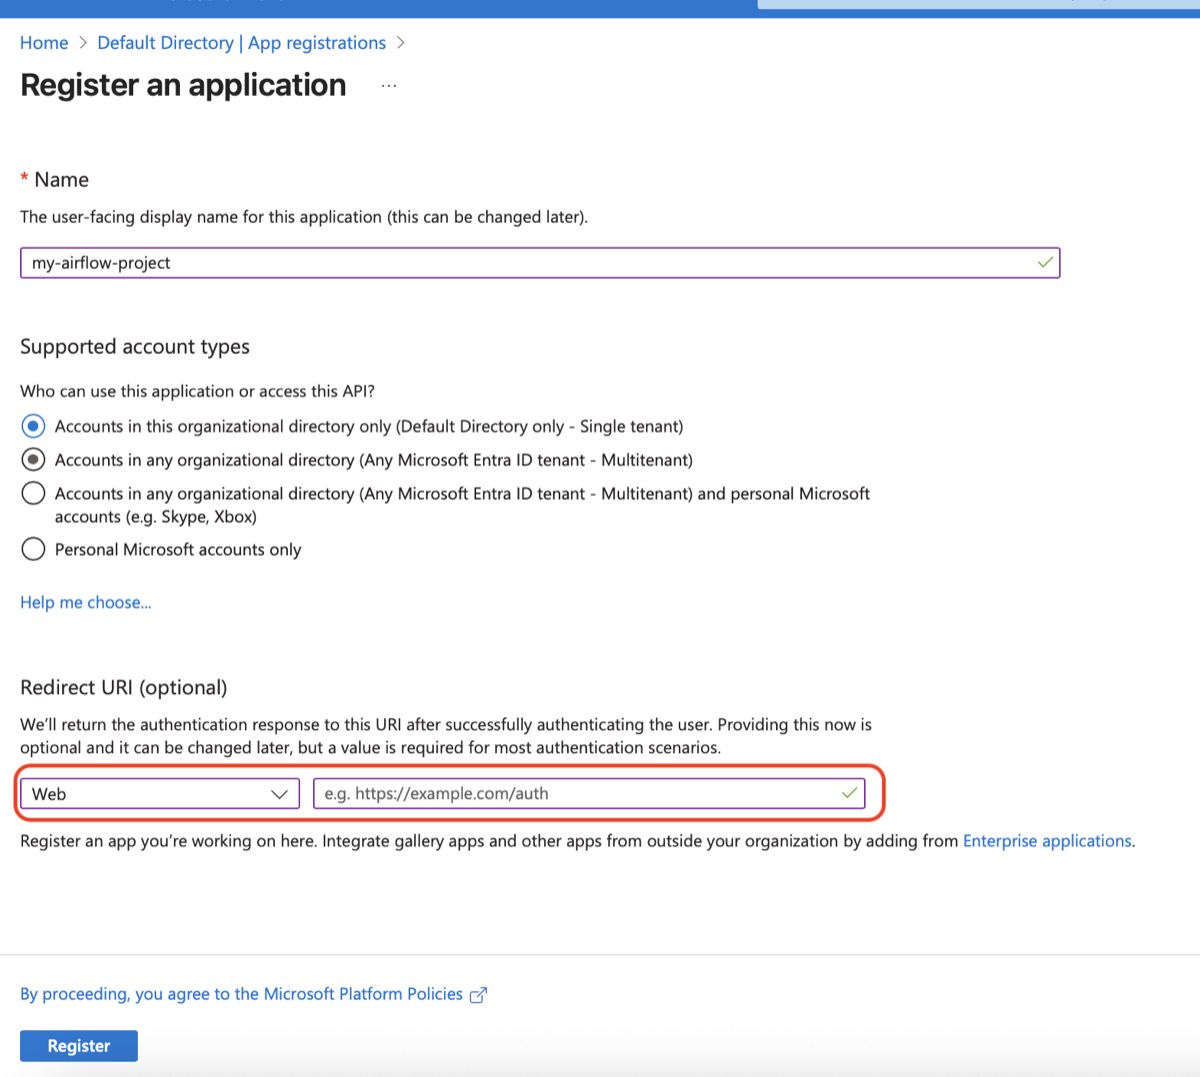 Home > Default Directory | App registrations >
Register an application ...
* Name
The user-facing display name for this application (this can be changed later).
my-airflow-project
Supported account types
Who can use this application or access this API?
Accounts in this organizational directory only (Default Directory only - Single tenant)
Accounts in any organizational directory (Any Microsoft Entra ID tenant - Multitenant)
Accounts in any organizational directory (Any Microsoft Entra ID tenant - Multitenant) and personal Microsoft
accounts (e.g. Skype, Xbox)
Personal Microsoft accounts only
Help me choose...
Redirect URI (optional)
We'll return the authentication response to this URI after successfully authenticating the user. Providing this now is
optional and it can be changed later, but a value is required for most authentication scenarios.
Web
e.g. https://example.com/auth
Register an app you're working on here. Integrate gallery apps and other apps from outside your organization by adding from Enterprise applications.
By proceeding, you agree to the Microsoft Platform Policies
Register